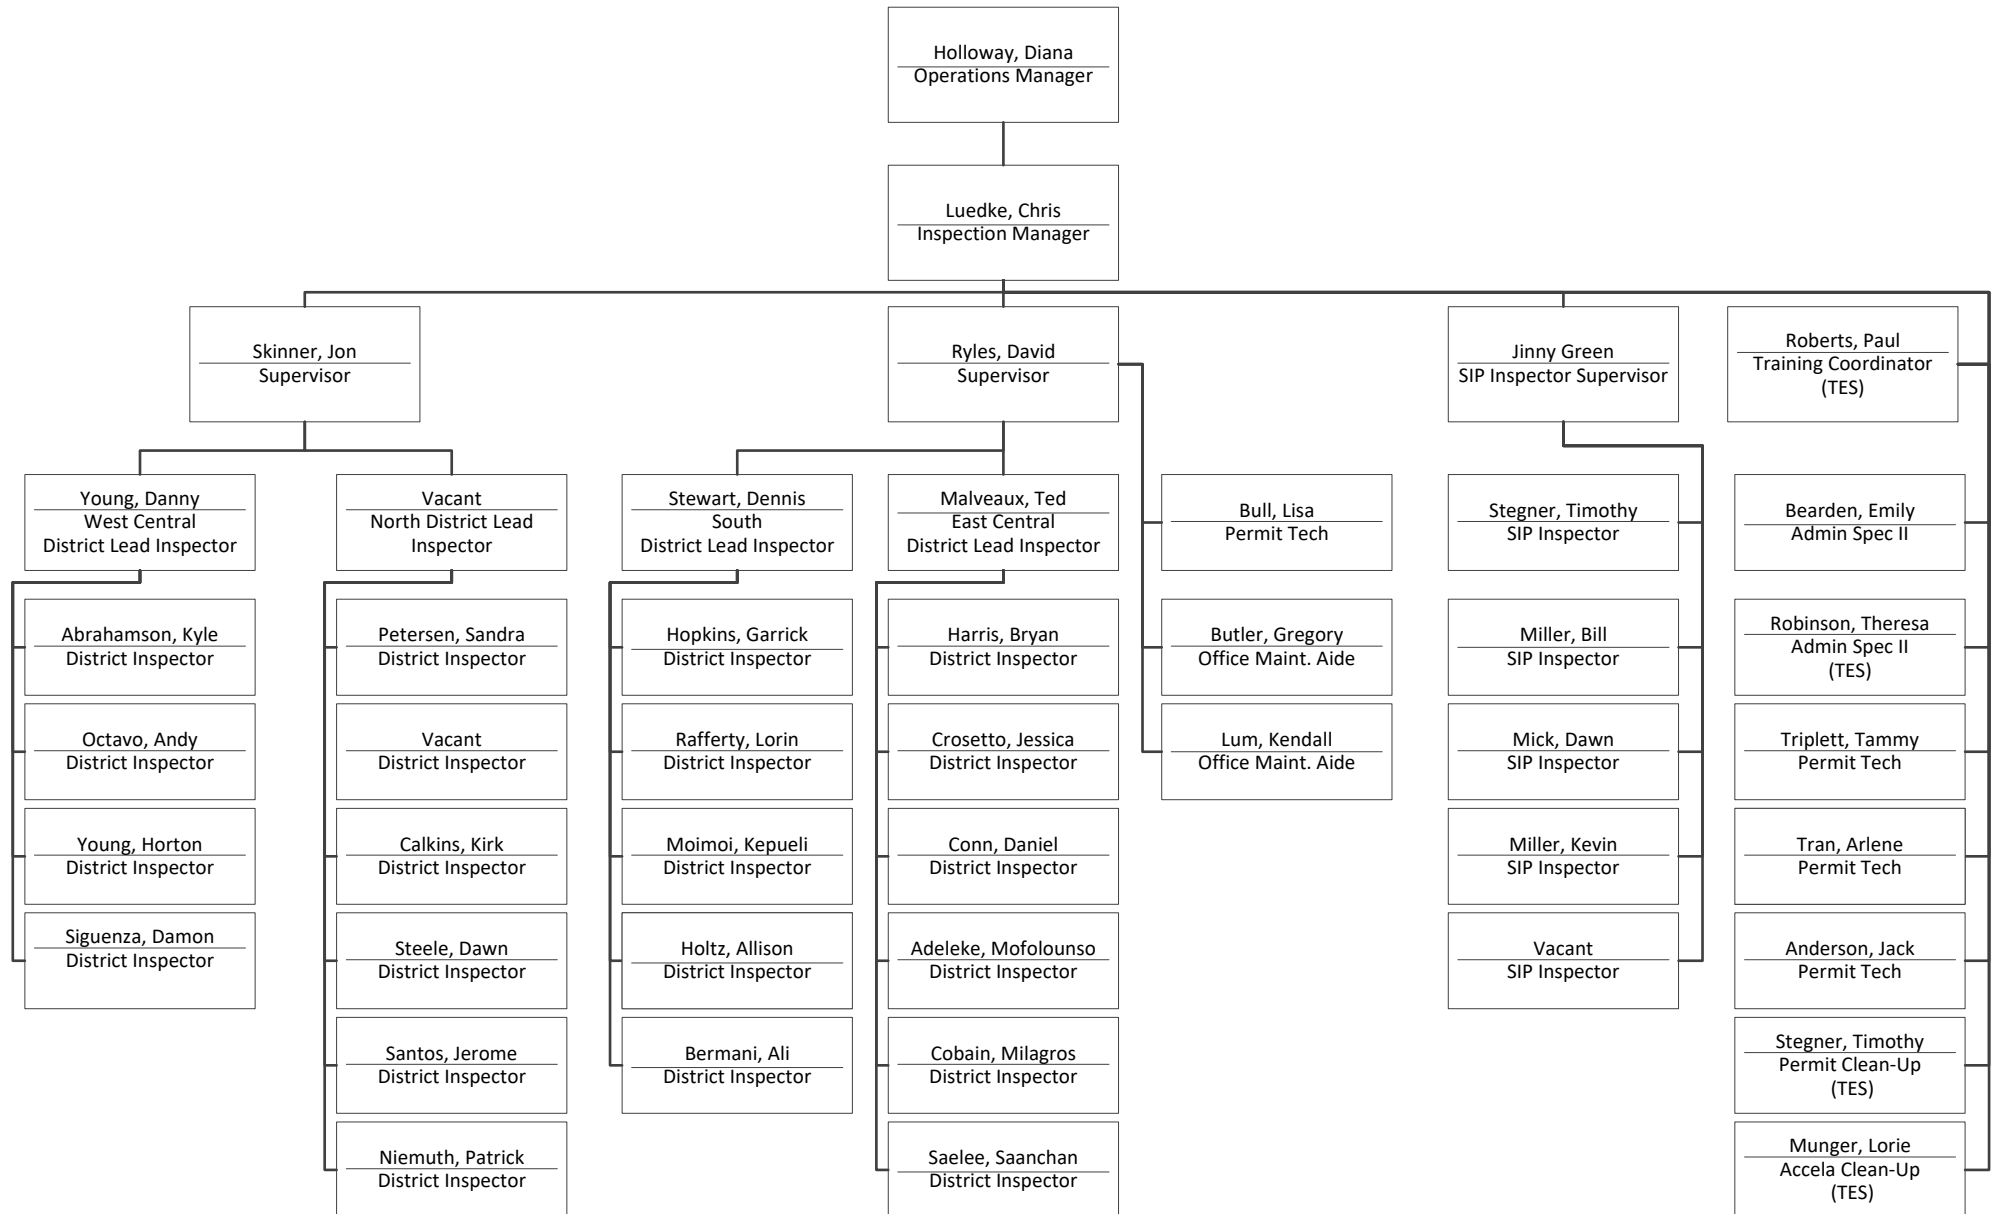 Holloway, Diana
Operations Manager
Luedke, Chris
Inspection Manager
Skinner, Jon
Supervisor
Ryles, David
Supervisor
Jinny Green
SIP Inspector Supervisor
Roberts, Paul
Training Coordinator
(TES)
Young, Danny
West Central
District Lead Inspector
Vacant
North District Lead
Inspector
Stewart, Dennis
South
District Lead Inspector
Malveaux, Ted
East Central
District Lead Inspector
Bull, Lisa
Permit Tech
Stegner, Timothy
SIP Inspector
Bearden, Emily
Admin Spec II
Abrahamson, Kyle
District Inspector
Petersen, Sandra
District Inspector
Hopkins, Garrick
District Inspector
Harris, Bryan
District Inspector
Butler, Gregory
Office Maint. Aide
Miller, Bill
SIP Inspector
Robinson, Theresa
Admin Spec II
(TES)
Octavo, Andy
District Inspector
Vacant
District Inspector
Rafferty, Lorin
District Inspector
Crosetto, Jessica
District Inspector
Lum, Kendall
Office Maint. Aide
Mick, Dawn
SIP Inspector
Triplett, Tammy
Permit Tech
Young, Horton
District Inspector
Calkins, Kirk
District Inspector
Moimoi, Kepueli
District Inspector
Conn, Daniel
District Inspector
Miller, Kevin
SIP Inspector
Tran, Arlene
Permit Tech
Siguenza, Damon
District Inspector
Steele, Dawn
District Inspector
Holtz, Allison
District Inspector
Adeleke, Mofolounso
District Inspector
Vacant
SIP Inspector
Anderson, Jack
Permit Tech
Santos, Jerome
District Inspector
Bermani, Ali
District Inspector
Cobain, Milagros
District Inspector
Stegner, Timothy
Permit Clean-Up
(TES)
Niemuth, Patrick
District Inspector
Saelee, Saanchan
District Inspector
Munger, Lorie
Accela Clean-Up
(TES)